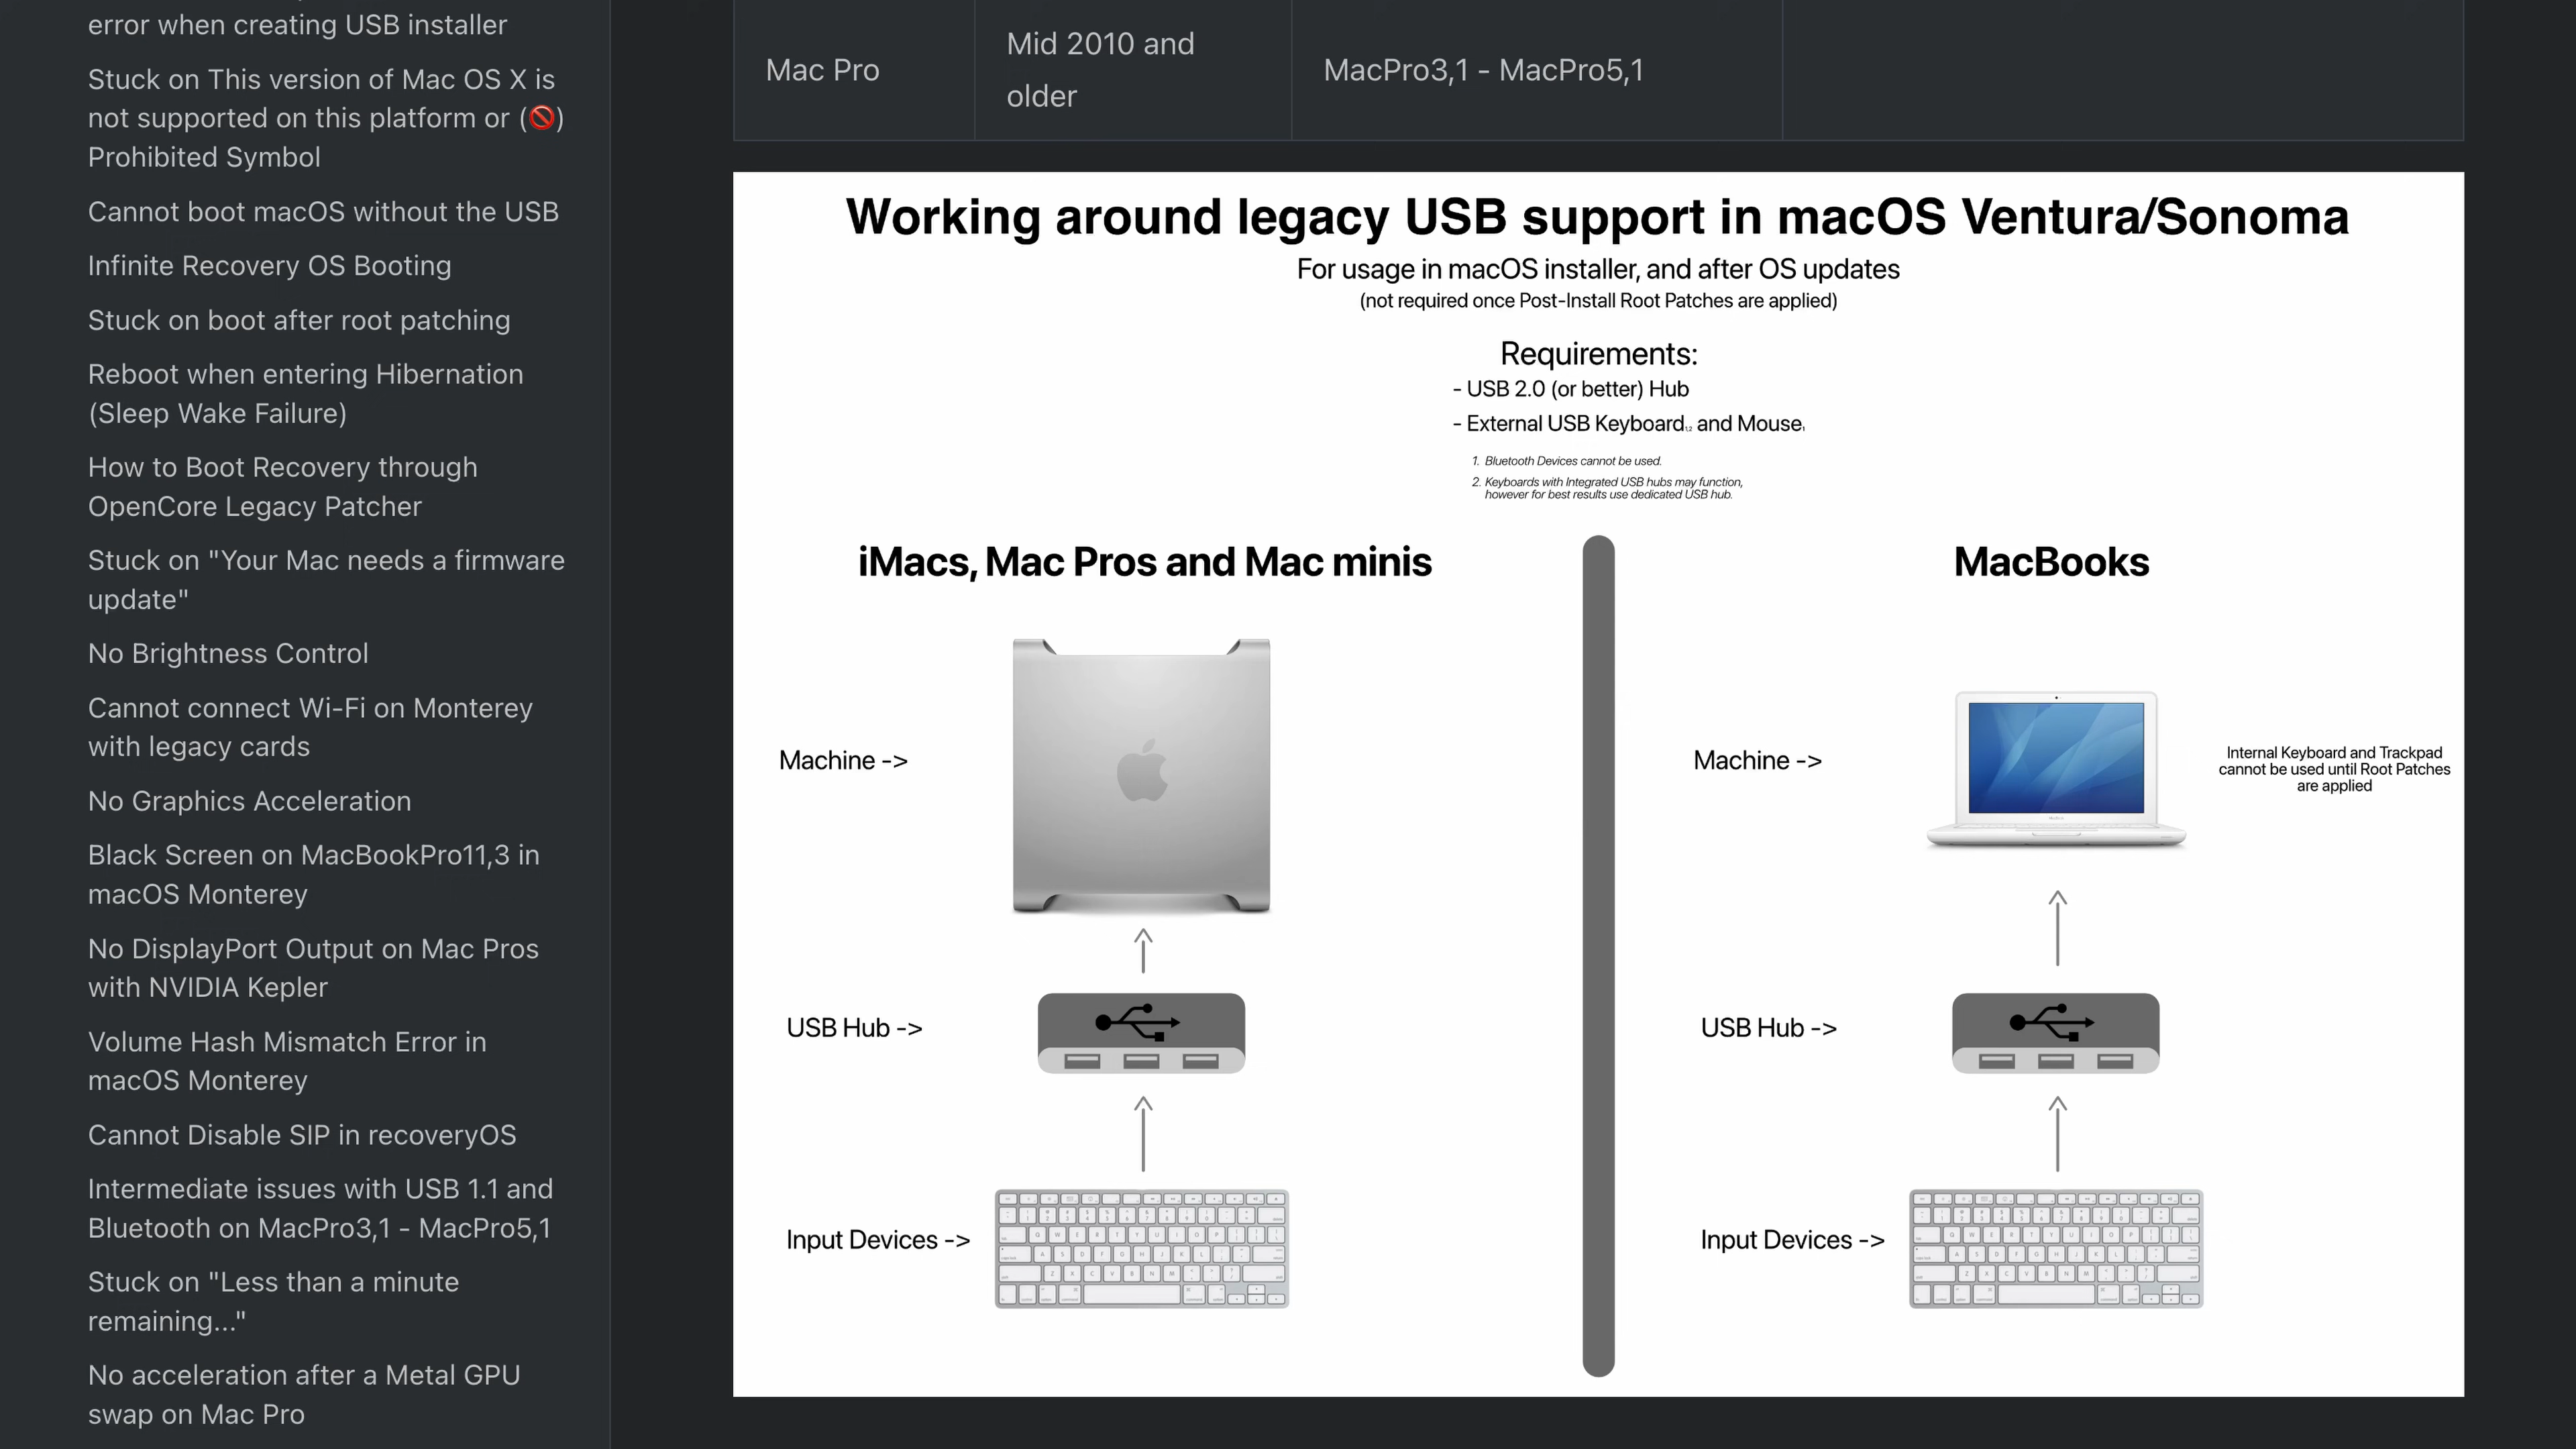 error when creating USB installer
Stuck on This version of Mac OS X is
not supported on this platform or (🚫)
Prohibited Symbol
Cannot boot macOS without the USB
Infinite Recovery OS Booting
Stuck on boot after root patching
Reboot when entering Hibernation
(Sleep Wake Failure)
How to Boot Recovery through
OpenCore Legacy Patcher
Stuck on "Your Mac needs a firmware
update"
No Brightness Control
Cannot connect Wi-Fi on Monterey
with legacy cards
No Graphics Acceleration
Black Screen on MacBookPro11,3 in
macOS Monterey
No DisplayPort Output on Mac Pros
with NVIDIA Kepler
Volume Hash Mismatch Error in
macOS Monterey
Cannot Disable SIP in recoveryOS
Intermediate issues with USB 1.1 and
Bluetooth on MacPro3,1 - MacPro5,1
Stuck on "Less than a minute
remaining..."
No acceleration after a Metal GPU
swap on Mac Pro
Mac Pro
Mid 2010 and
older
MacPro3,1 - MacPro5,1
Working around legacy USB support in macOS Ventura/Sonoma
For usage in macOS installer, and after OS updates
(not required once Post-Install Root Patches are applied)
Requirements:
- USB 2.0 (or better) Hub
- External USB Keyboard1,2 and Mouse1
1. Bluetooth Devices cannot be used.
2. Keyboards with Integrated USB hubs may function,
however for best results use dedicated USB hub.
iMacs, Mac Pros and Mac minis
Machine ->
USB Hub ->
Input Devices ->
MacBooks
Machine ->
Internal Keyboard and Trackpad
cannot be used until Root Patches
are applied
USB Hub ->
Input Devices ->